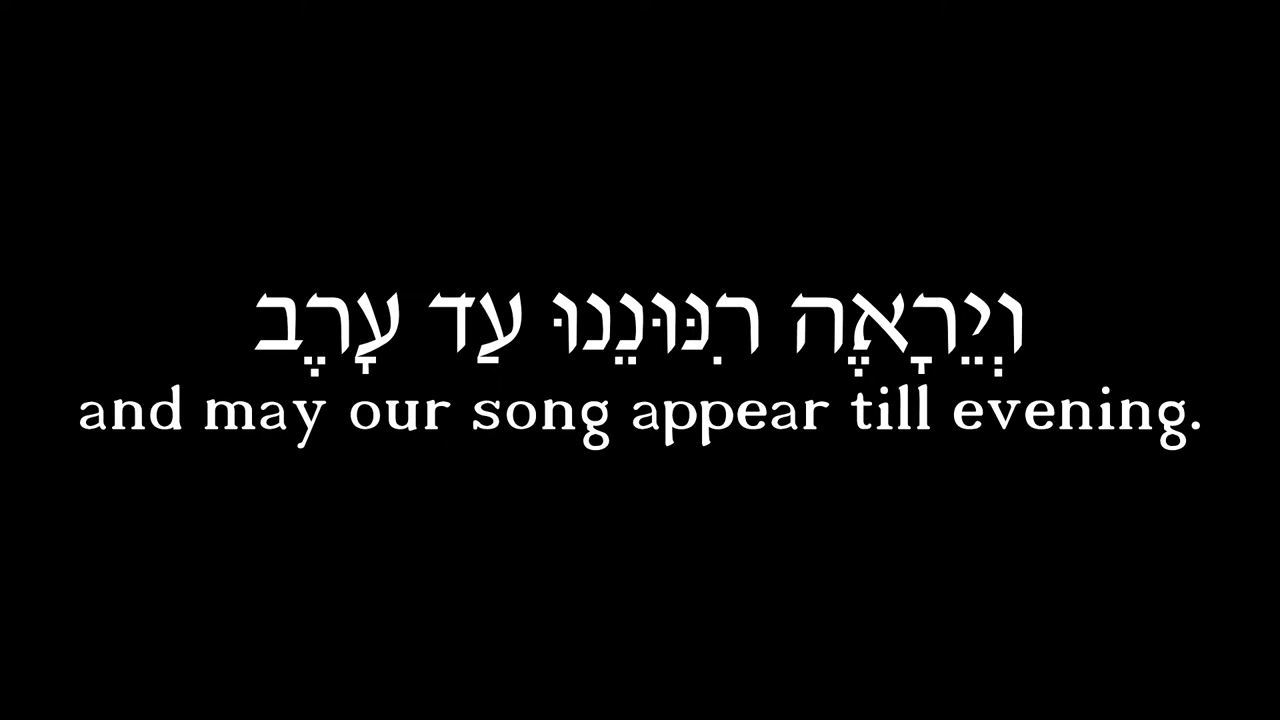 וְיֵרָאֶה רִנּוּנֵנוּ עַד עָרֶב
and may our song appear till evening.